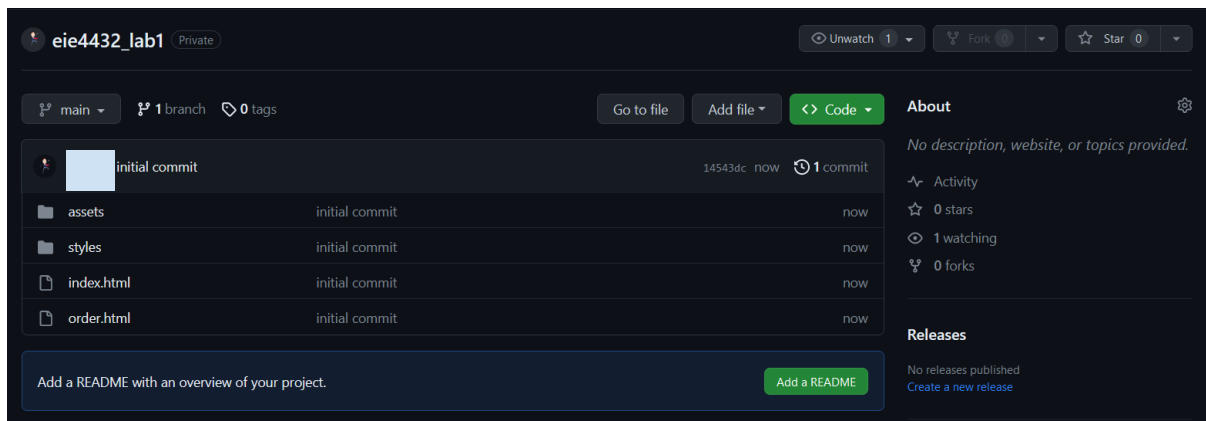 eie4432_lab1 Private
Unwatch 1
Fork 0
Star 0
main
1 branch
0 tags
Go to file
Add file
Code
initial commit
14543dc now
1 commit
assets initial commit now
styles initial commit now
index.html initial commit now
order.html initial commit now
Add a README with an overview of your project.
Add a README
About
No description, website, or topics provided.
Activity
0 stars
1 watching
0 forks
Releases
No releases published
Create a new release